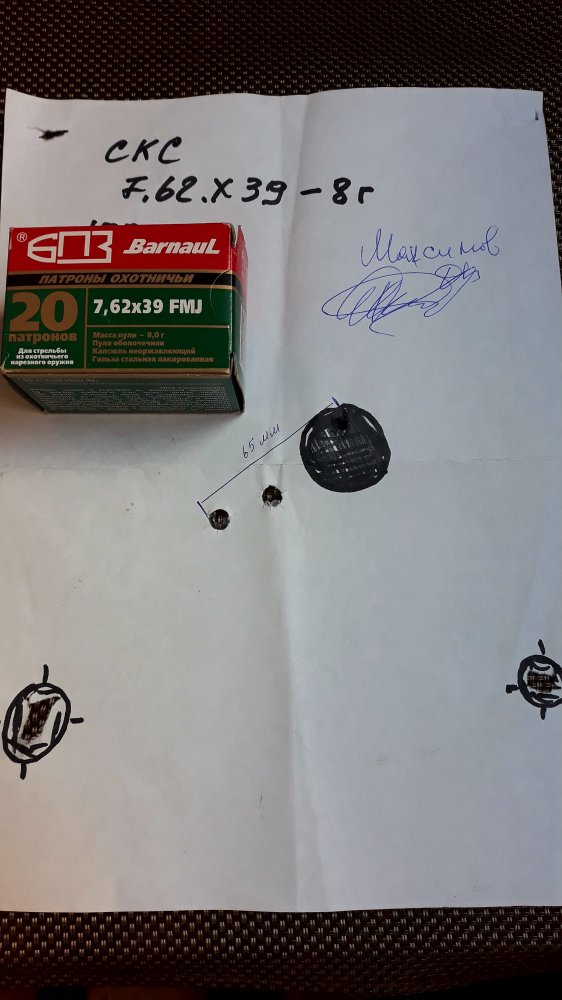 СКС
7.62.X39-8г
Максимов
® БПЗ Barnaul
ПАТРОНЫ ОХОТНИЧЬИ
20
патронов
Для стрельбы
из охотничьего
нарезного оружия
7,62x39 FMJ
Масса пули - 8,0 г
Пуля оболочечная
Капсюль неоржавляющий
Гильза стальная лакированная
65 мм